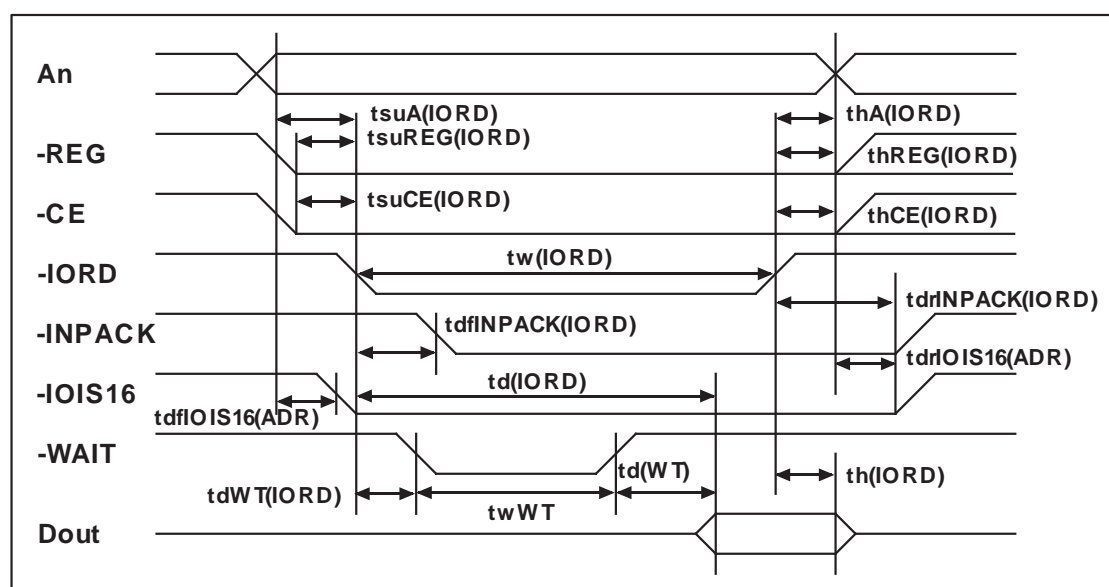 An
tsuA(IORD)
thA(IORD)
tsuREG(IORD)
-REG
thREG(IORD)
tsuCE(IORD)
-CE
thCE(IORD)
-IORD
tw(IORD)
tdrINPACK(IORD)
-INPACK
tdfINPACK(IORD)
tdrIOIS16(ADR)
-IOIS16
td(IORD)
tdfIOIS16(ADR)
-WAIT
td(WT)
th(IORD)
tdWT(IORD)
twWT
Dout